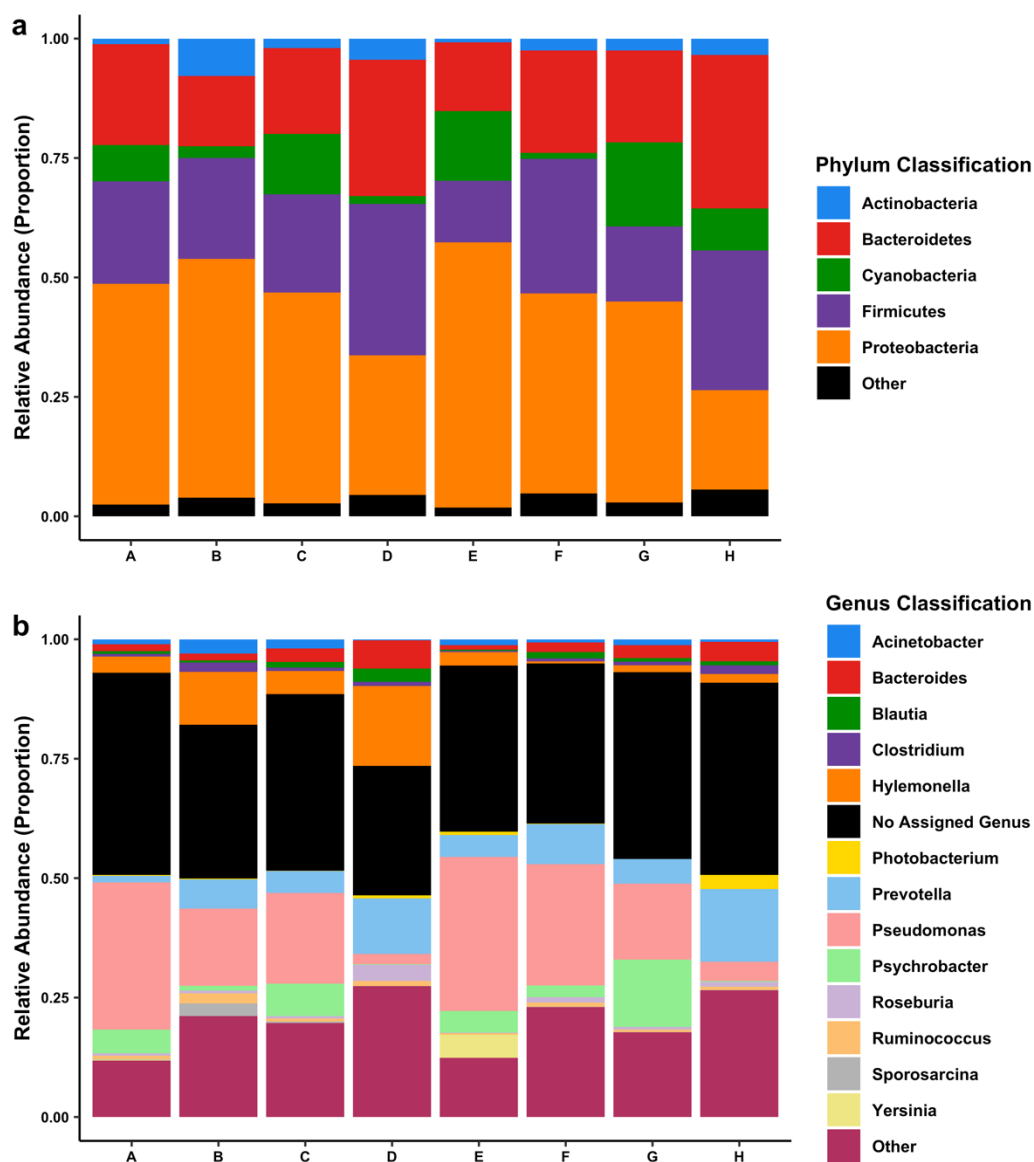 a
Relative Abundance (Proportion)
1.00
0.75
0.50
0.25
0.00
A B C D E F G H
Phylum Classification
Actinobacteria
Bacteroidetes
Cyanobacteria
Firmicutes
Proteobacteria
Other
b
Relative Abundance (Proportion)
1.00
0.75
0.50
0.25
0.00
A B C D E F G H
Genus Classification
Acinetobacter
Bacteroides
Blautia
Clostridium
Hylemonella
No Assigned Genus
Photobacterium
Prevotella
Pseudomonas
Psychrobacter
Roseburia
Ruminococcus
Sporosarcina
Yersinia
Other